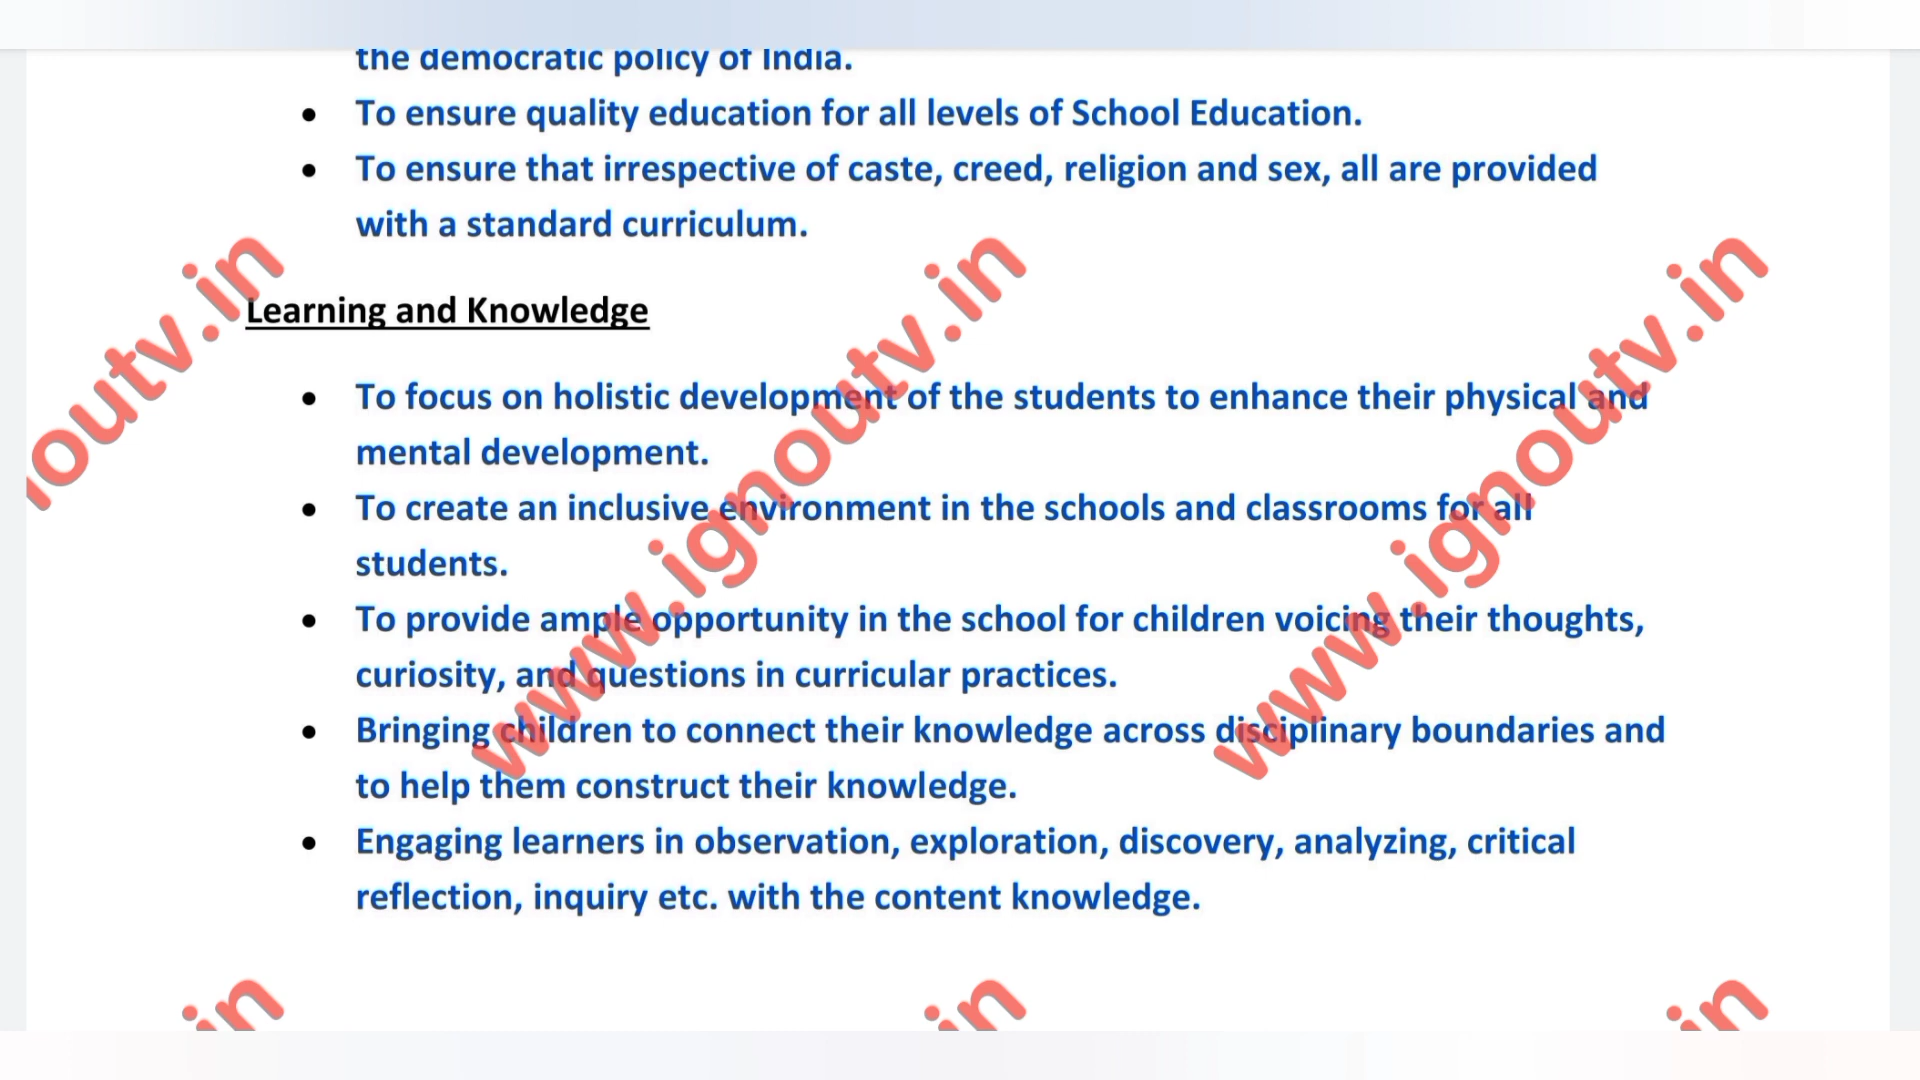 the democratic policy of India.
• To ensure quality education for all levels of School Education.
• To ensure that irrespective of caste, creed, religion and sex, all are provided
with a standard curriculum.
Learning and Knowledge
• To focus on holistic development of the students to enhance their physical and
mental development.
• To create an inclusive environment in the schools and classrooms for all
students.
• To provide ample opportunity in the school for children voicing their thoughts,
curiosity, and questions in curricular practices.
• Bringing children to connect their knowledge across disciplinary boundaries and
to help them construct their knowledge.
• Engaging learners in observation, exploration, discovery, analyzing, critical
reflection, inquiry etc. with the content knowledge.
noutv.in
www.ignoutv.in
www.ignoutv.in
in
in
in